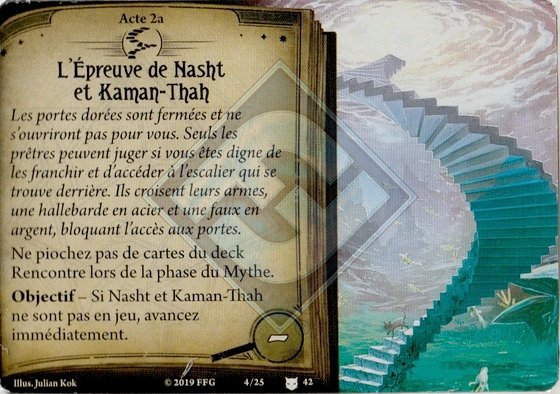 Acte 2a
L'Épreuve de Nasht
et Kaman-Thah
Les portes dorées sont fermées et ne
s'ouvriront pas pour vous. Seuls les
prêtres peuvent juger si vous êtes digne de
les franchir et d'accéder à l'escalier qui se
trouve derrière. Ils croisent leurs armes,
une hallebarde en acier et une faux en
argent, bloquant l'accès aux portes.
Ne piochez pas de cartes du deck
Rencontre lors de la phase du Mythe.
Objectif – Si Nasht et Kaman-Thah
ne sont pas en jeu, avancez
immédiatement.
–
Illus. Julian Kok © 2019 FFG 4/25 42